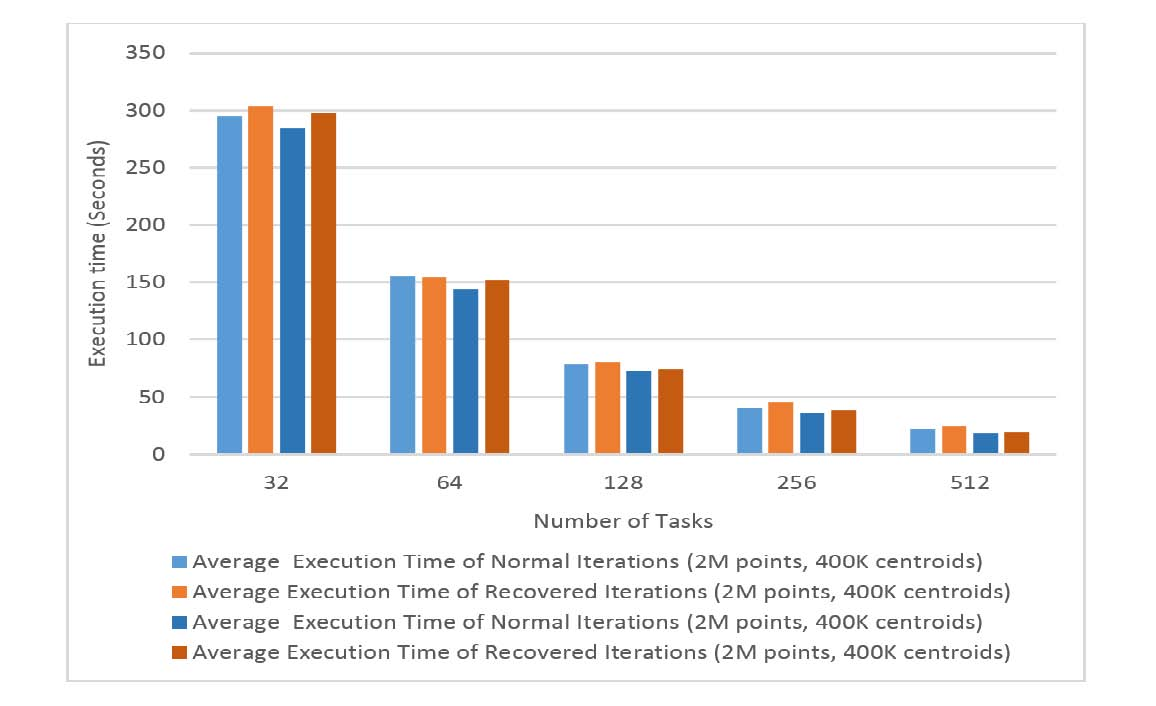 350
300
250
200
150
100
50
0
Execution time (Seconds)
32 64 128 256 512
Number of Tasks
Average  Execution Time of Normal Iterations (2M points, 400K centroids)
Average Execution Time of Recovered Iterations (2M points, 400K centroids)
Average  Execution Time of Normal Iterations (2M points, 400K centroids)
Average Execution Time of Recovered Iterations (2M points, 400K centroids)